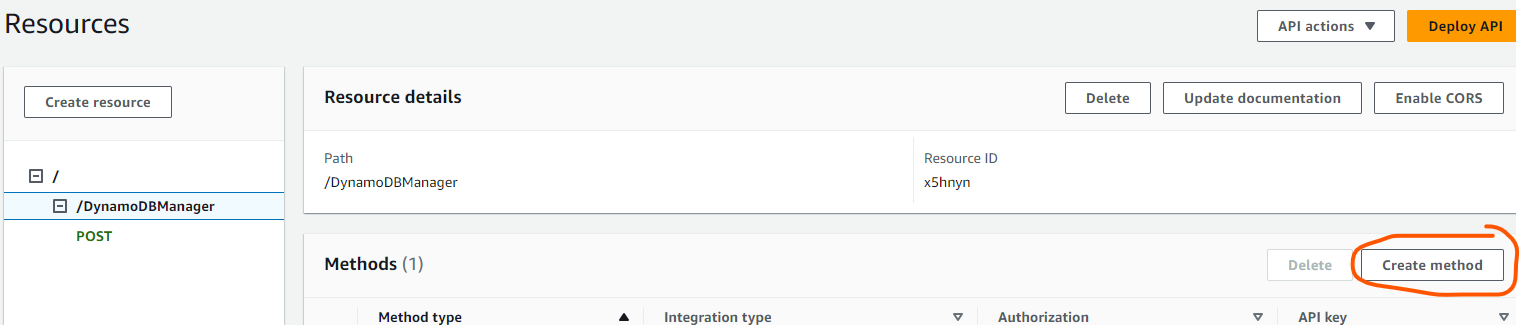 Resources
API actions
Deploy API
Create resource
Resource details
Delete
Update documentation
Enable CORS
Path
/DynamoDBManager
Resource ID
x5hnyn
/
/DynamoDBManager
POST
Methods (1)
Delete
Create method
Method type
Integration type
Authorization
API key